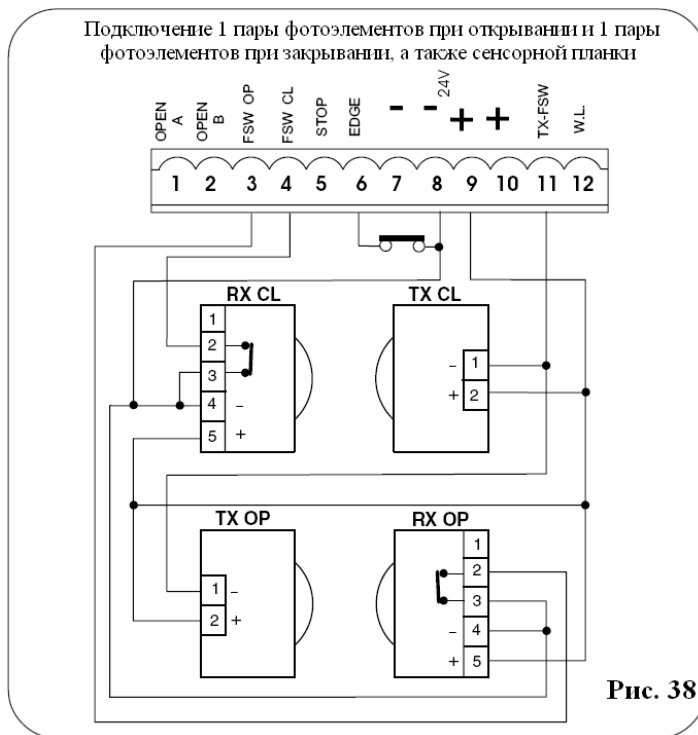 Подключение 1 пары фотоэлементов при открывании и 1 пары
фотоэлементов при закрывании, а также сенсорной планки
OPEN A
OPEN B
FSW OP
FSW CL
STOP
EDGE
-
-
24V
+
+
TX-FSW
W.L.
1 2 3 4 5 6 7 8 9 10 11 12
RX CL
1
2
3
4 -
5 +
TX CL
- 1
+ 2
TX OP
1 -
2 +
RX OP
1
2
3
- 4
+ 5
Рис. 38